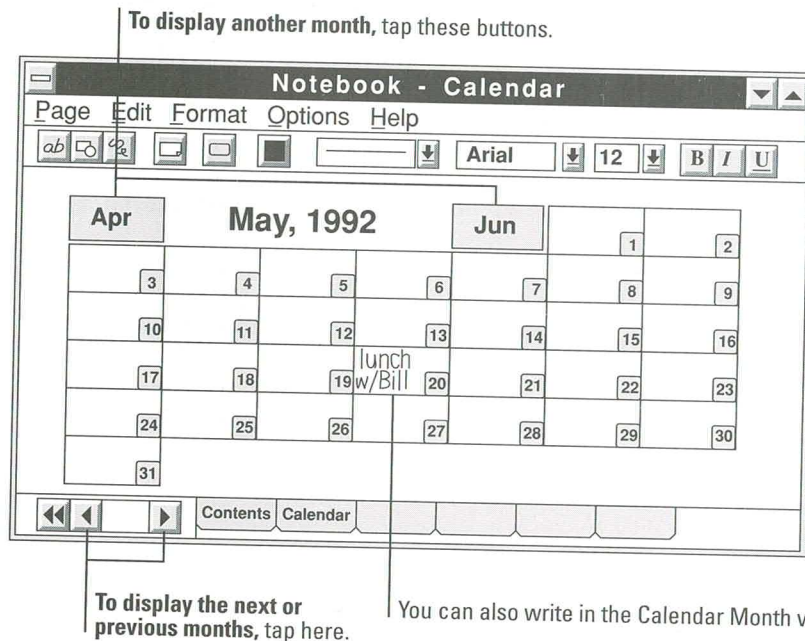 To display another month, tap these buttons.
Notebook - Calendar
Page Edit Format Options Help
ab Arial 12 B I U
Apr May, 1992 Jun 1 2
3 4 5 6 7 8 9
10 11 12 13 14 15 16
lunch
17 18 19 w/Bill 20 21 22 23
24 25 26 27 28 29 30
31
Contents Calendar
To display the next or
previous months, tap here.
You can also write in the Calendar Month v